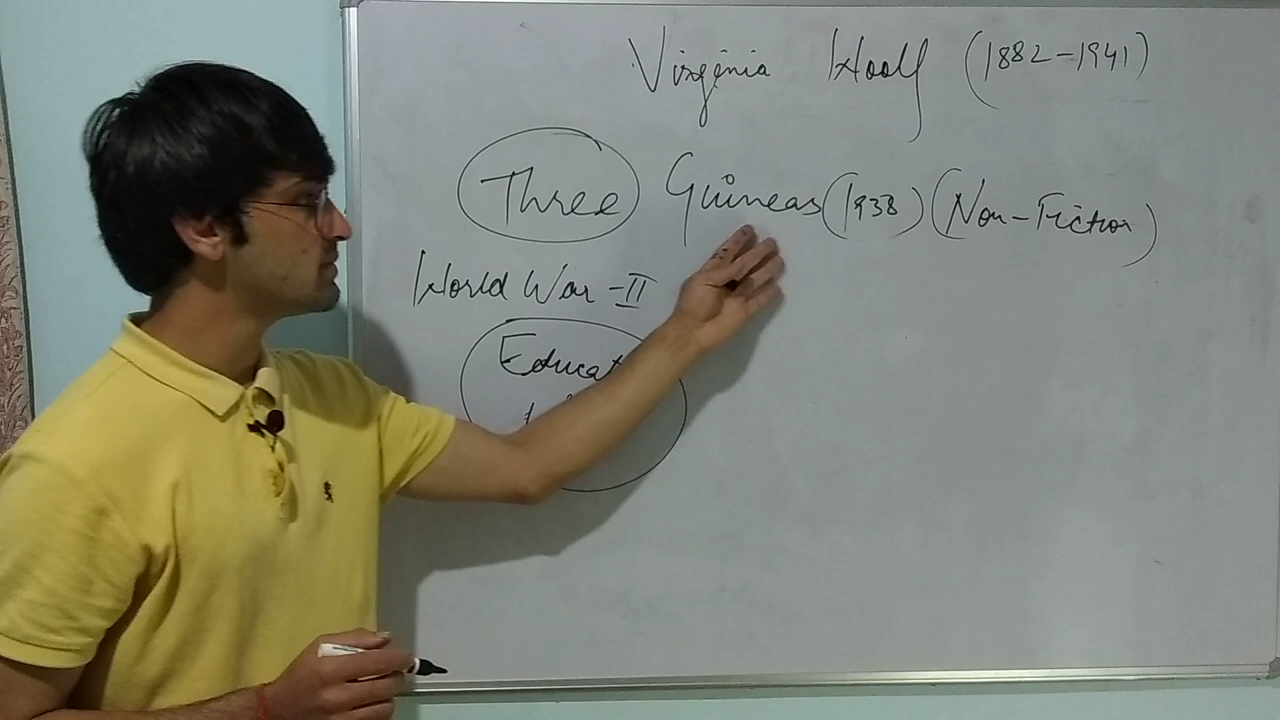 Virginia Woolf (1882-1941)
Three Guineas (1938) (Non-Fiction)
World War-II